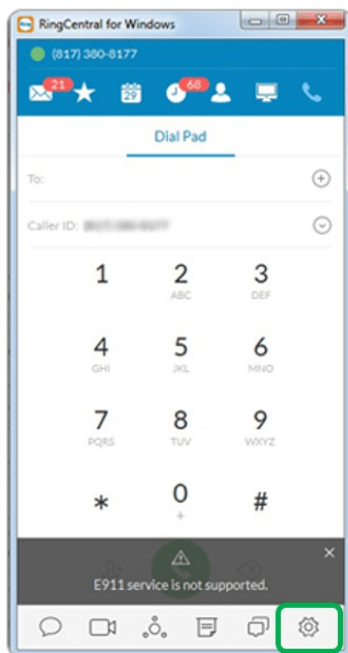 RingCentral for Windows
(817) 380-8177
21
29
68
Dial Pad
To:
Caller ID:
1 2 3
ABC DEF
4 5 6
GHI JKL MNO
7 8 9
PQRS TUV WXYZ
* 0 #
+
E911 service is not supported.